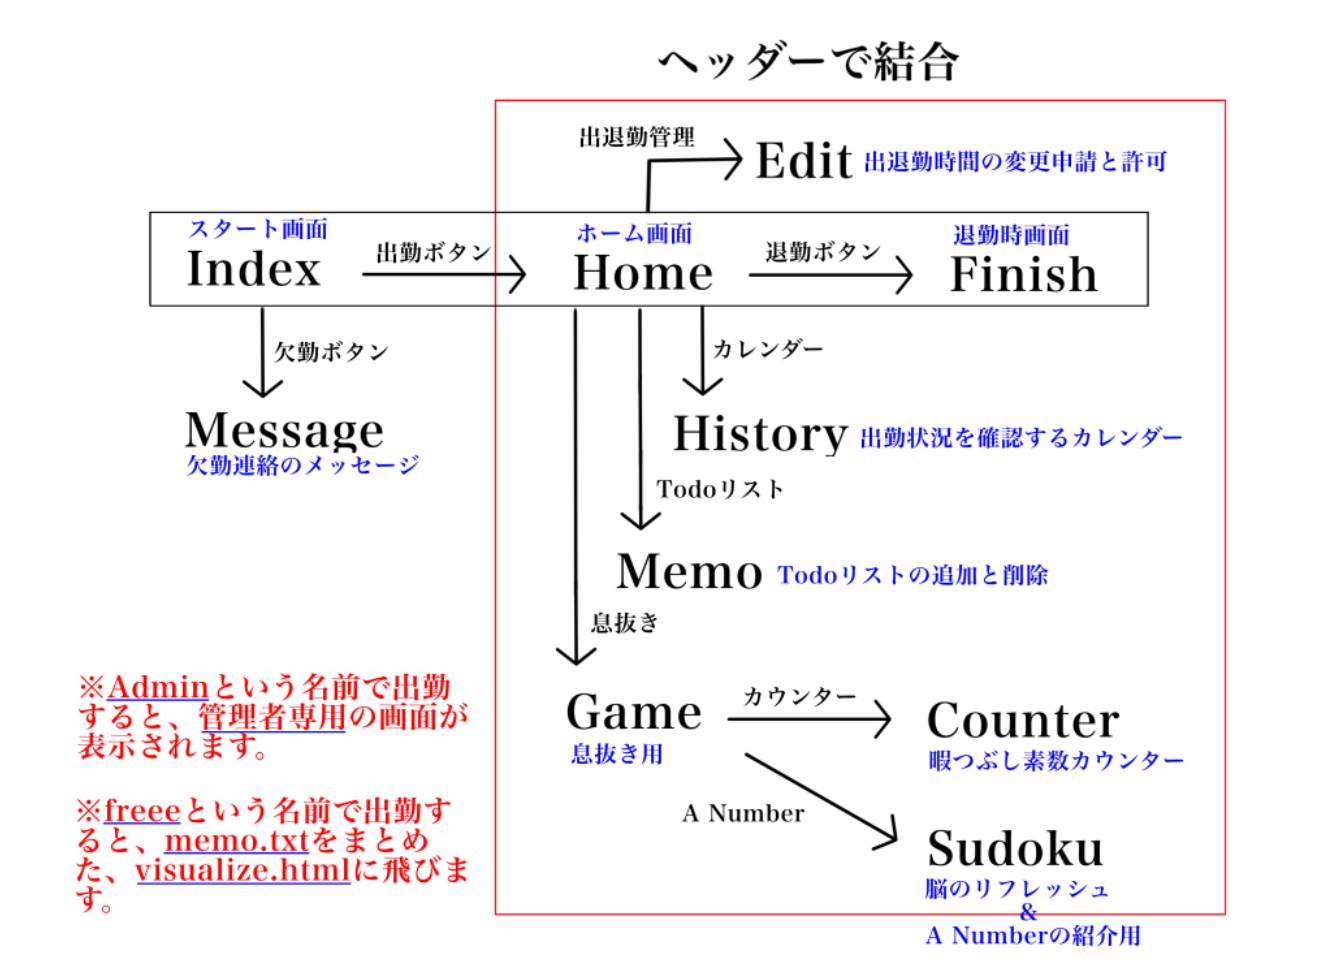 ヘッダーで結合
出退勤管理
Edit 出退勤時間の変更申請と許可
スタート画面
Index
出勤ボタン
ホーム画面
Home
退勤ボタン
退勤時画面
Finish
欠勤ボタン
Message
欠勤連絡のメッセージ
カレンダー
History 出勤状況を確認するカレンダー
Todoリスト
Memo Todoリストの追加と削除
息抜き
Game
息抜き用
カウンター
Counter
暇つぶし素数カウンター
A Number
Sudoku
脳のリフレッシュ
&
A Numberの紹介用
※Adminという名前で出勤
すると、管理者専用の画面が
表示されます。
※freeeという名前で出勤す
ると、memo.txtをまとめ
た、visualize.htmlに飛びま
す。